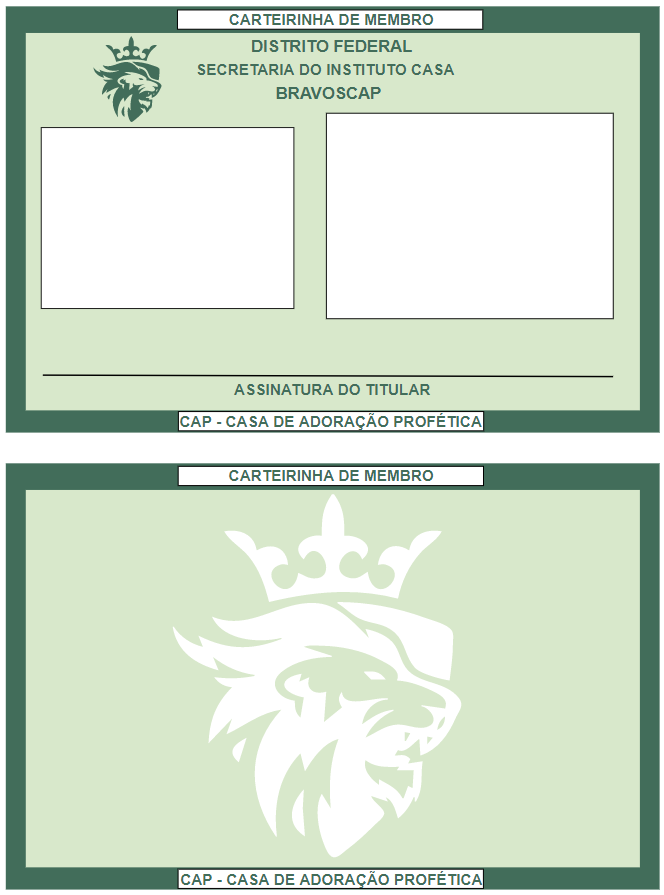 CARTEIRINHA DE MEMBRO
DISTRITO FEDERAL
SECRETARIA DO INSTITUTO CASA
BRAVOSCAP
ASSINATURA DO TITULAR
CAP - CASA DE ADORAÇÃO PROFÉTICA
CARTEIRINHA DE MEMBRO
CAP - CASA DE ADORAÇÃO PROFÉTICA